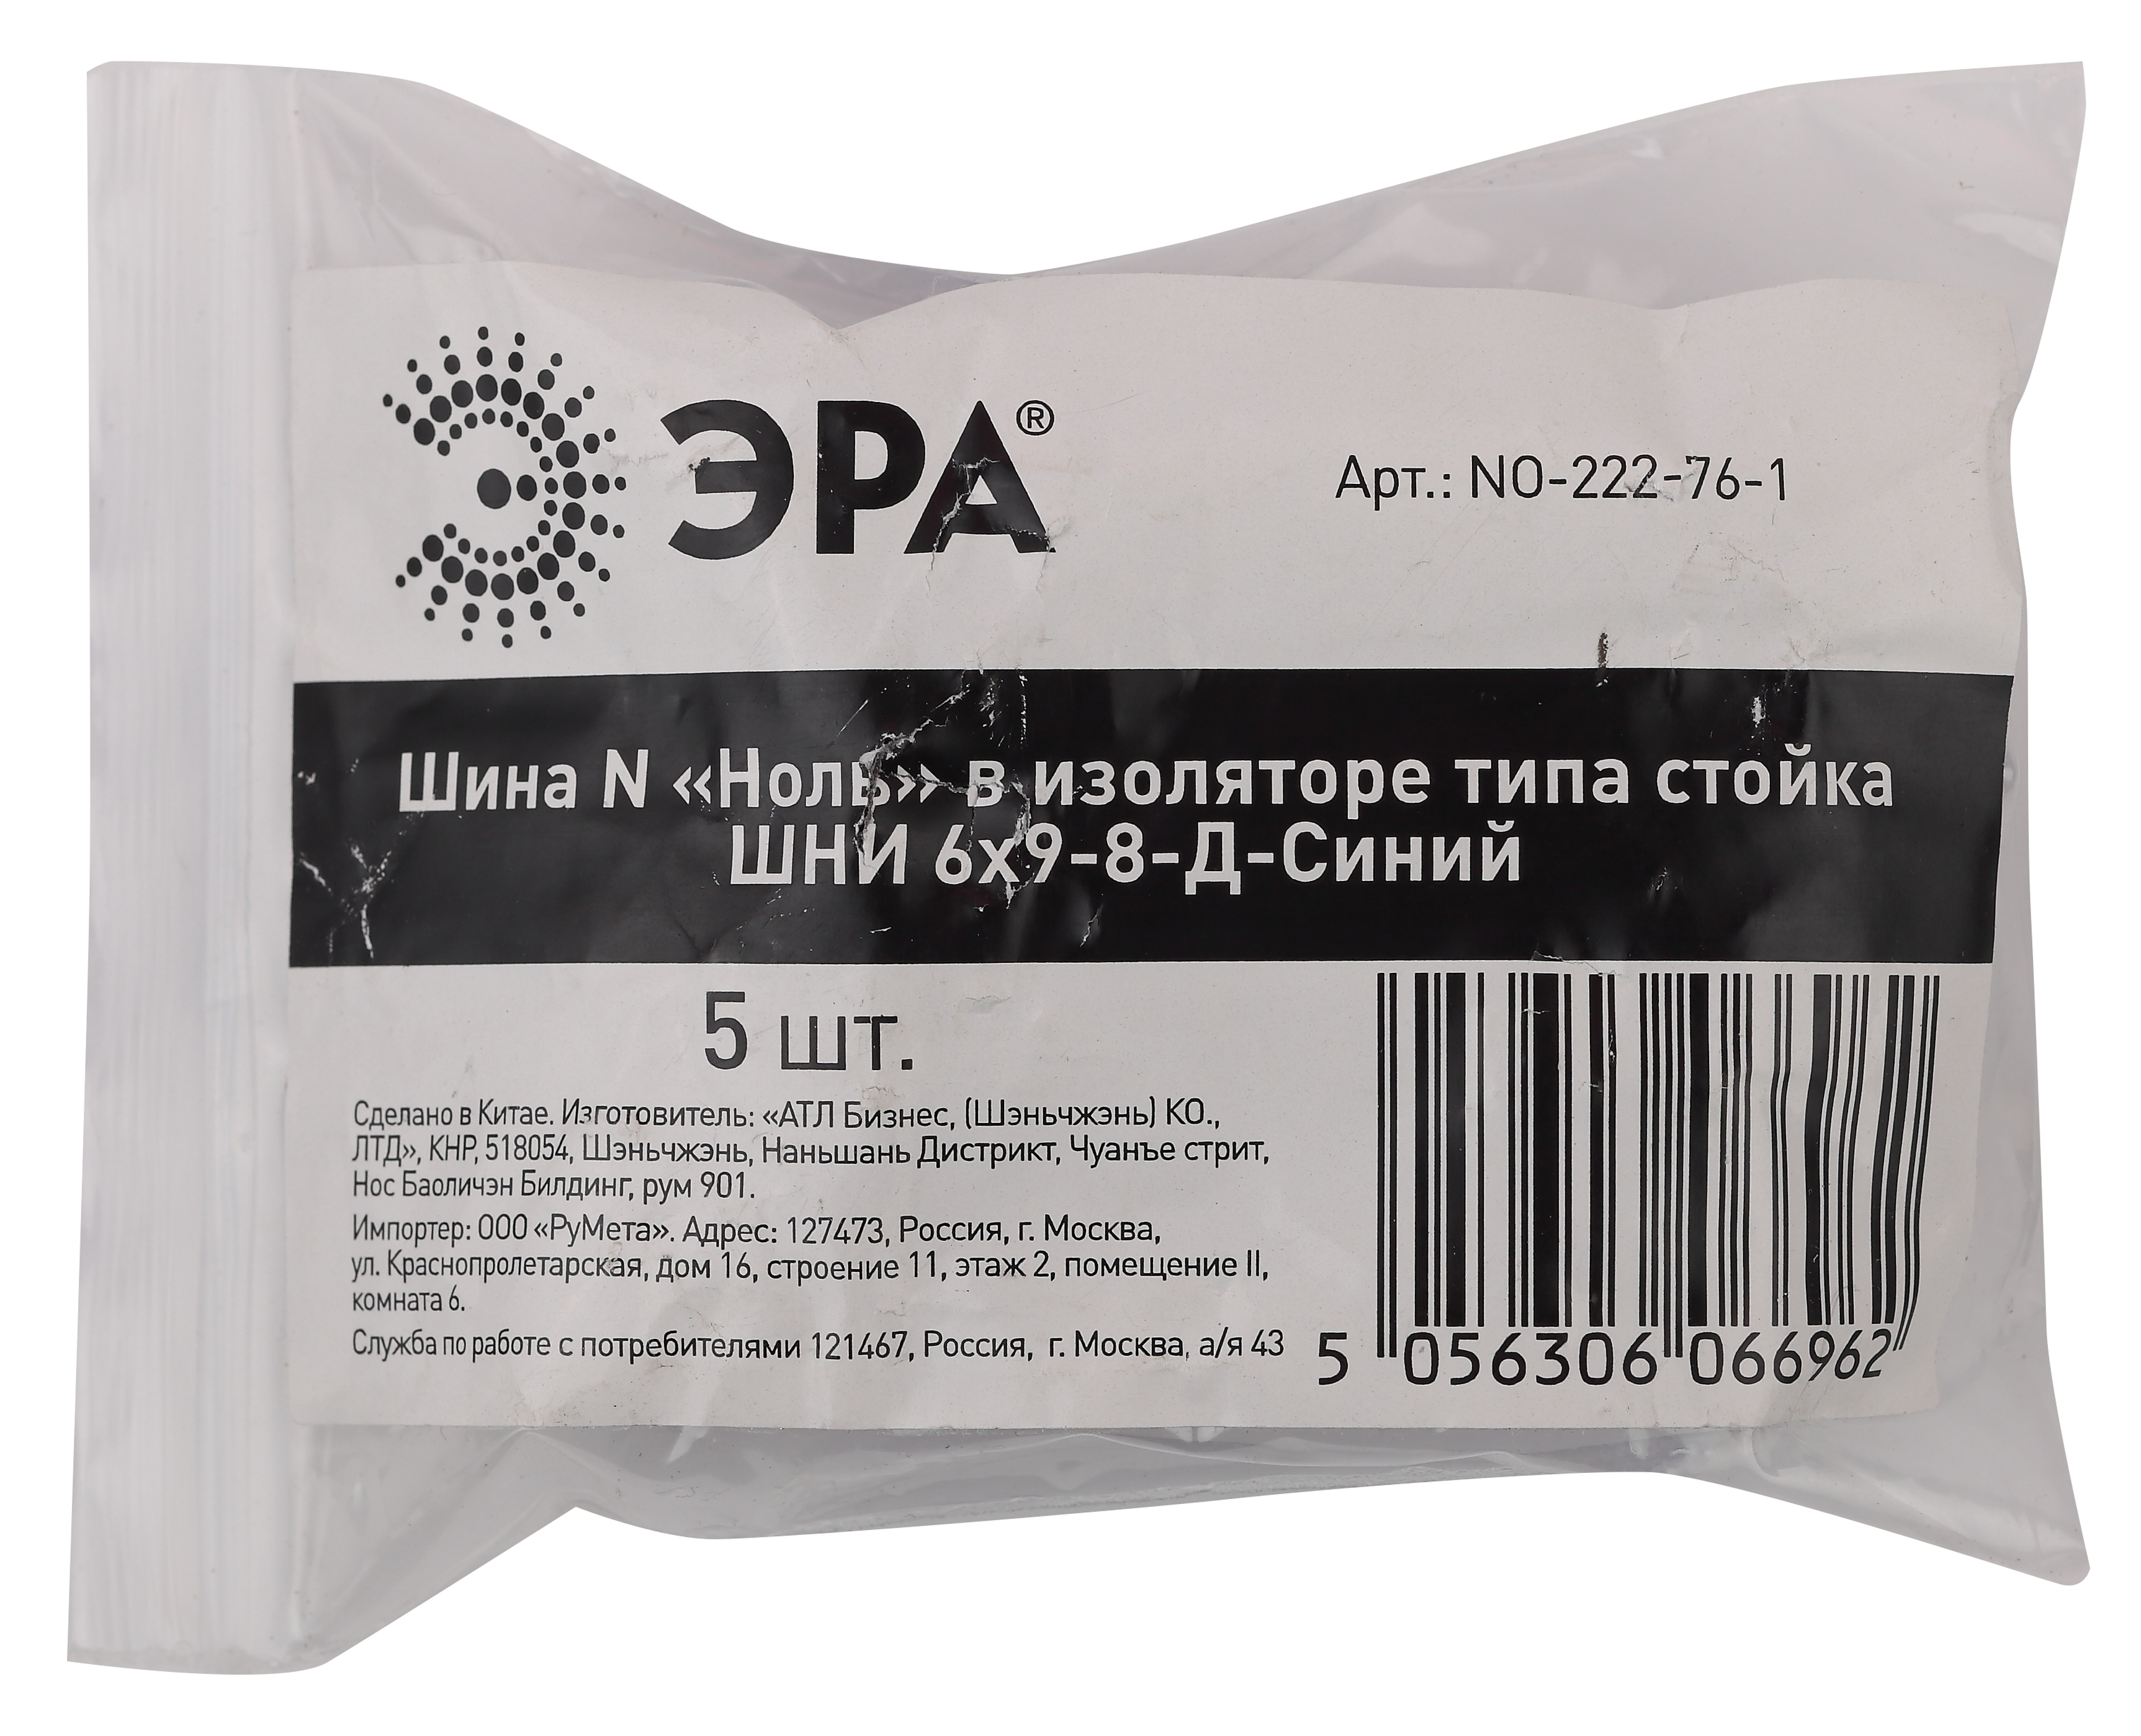 ЭРА®
Арт.: NO-222-76-1
Шина N «Ноль» в изоляторе типа стойка
ШНИ 6х9-8-Д-Синий
5 шт.
Сделано в Китае. Изготовитель: «АТЛ Бизнес, (Шэньчжэнь) КО.,
ЛТД», КНР, 518054, Шэньчжэнь, Наньшань Дистрикт, Чуанъе стрит,
Нос Баоличэн Билдинг, рум 901.
Импортер: ООО «РуМета». Адрес: 127473, Россия, г. Москва,
ул. Краснопролетарская, дом 16, строение 11, этаж 2, помещение II,
комната 6.
Служба по работе с потребителями 121467, Россия, г. Москва, а/я 43
5 056306 066962